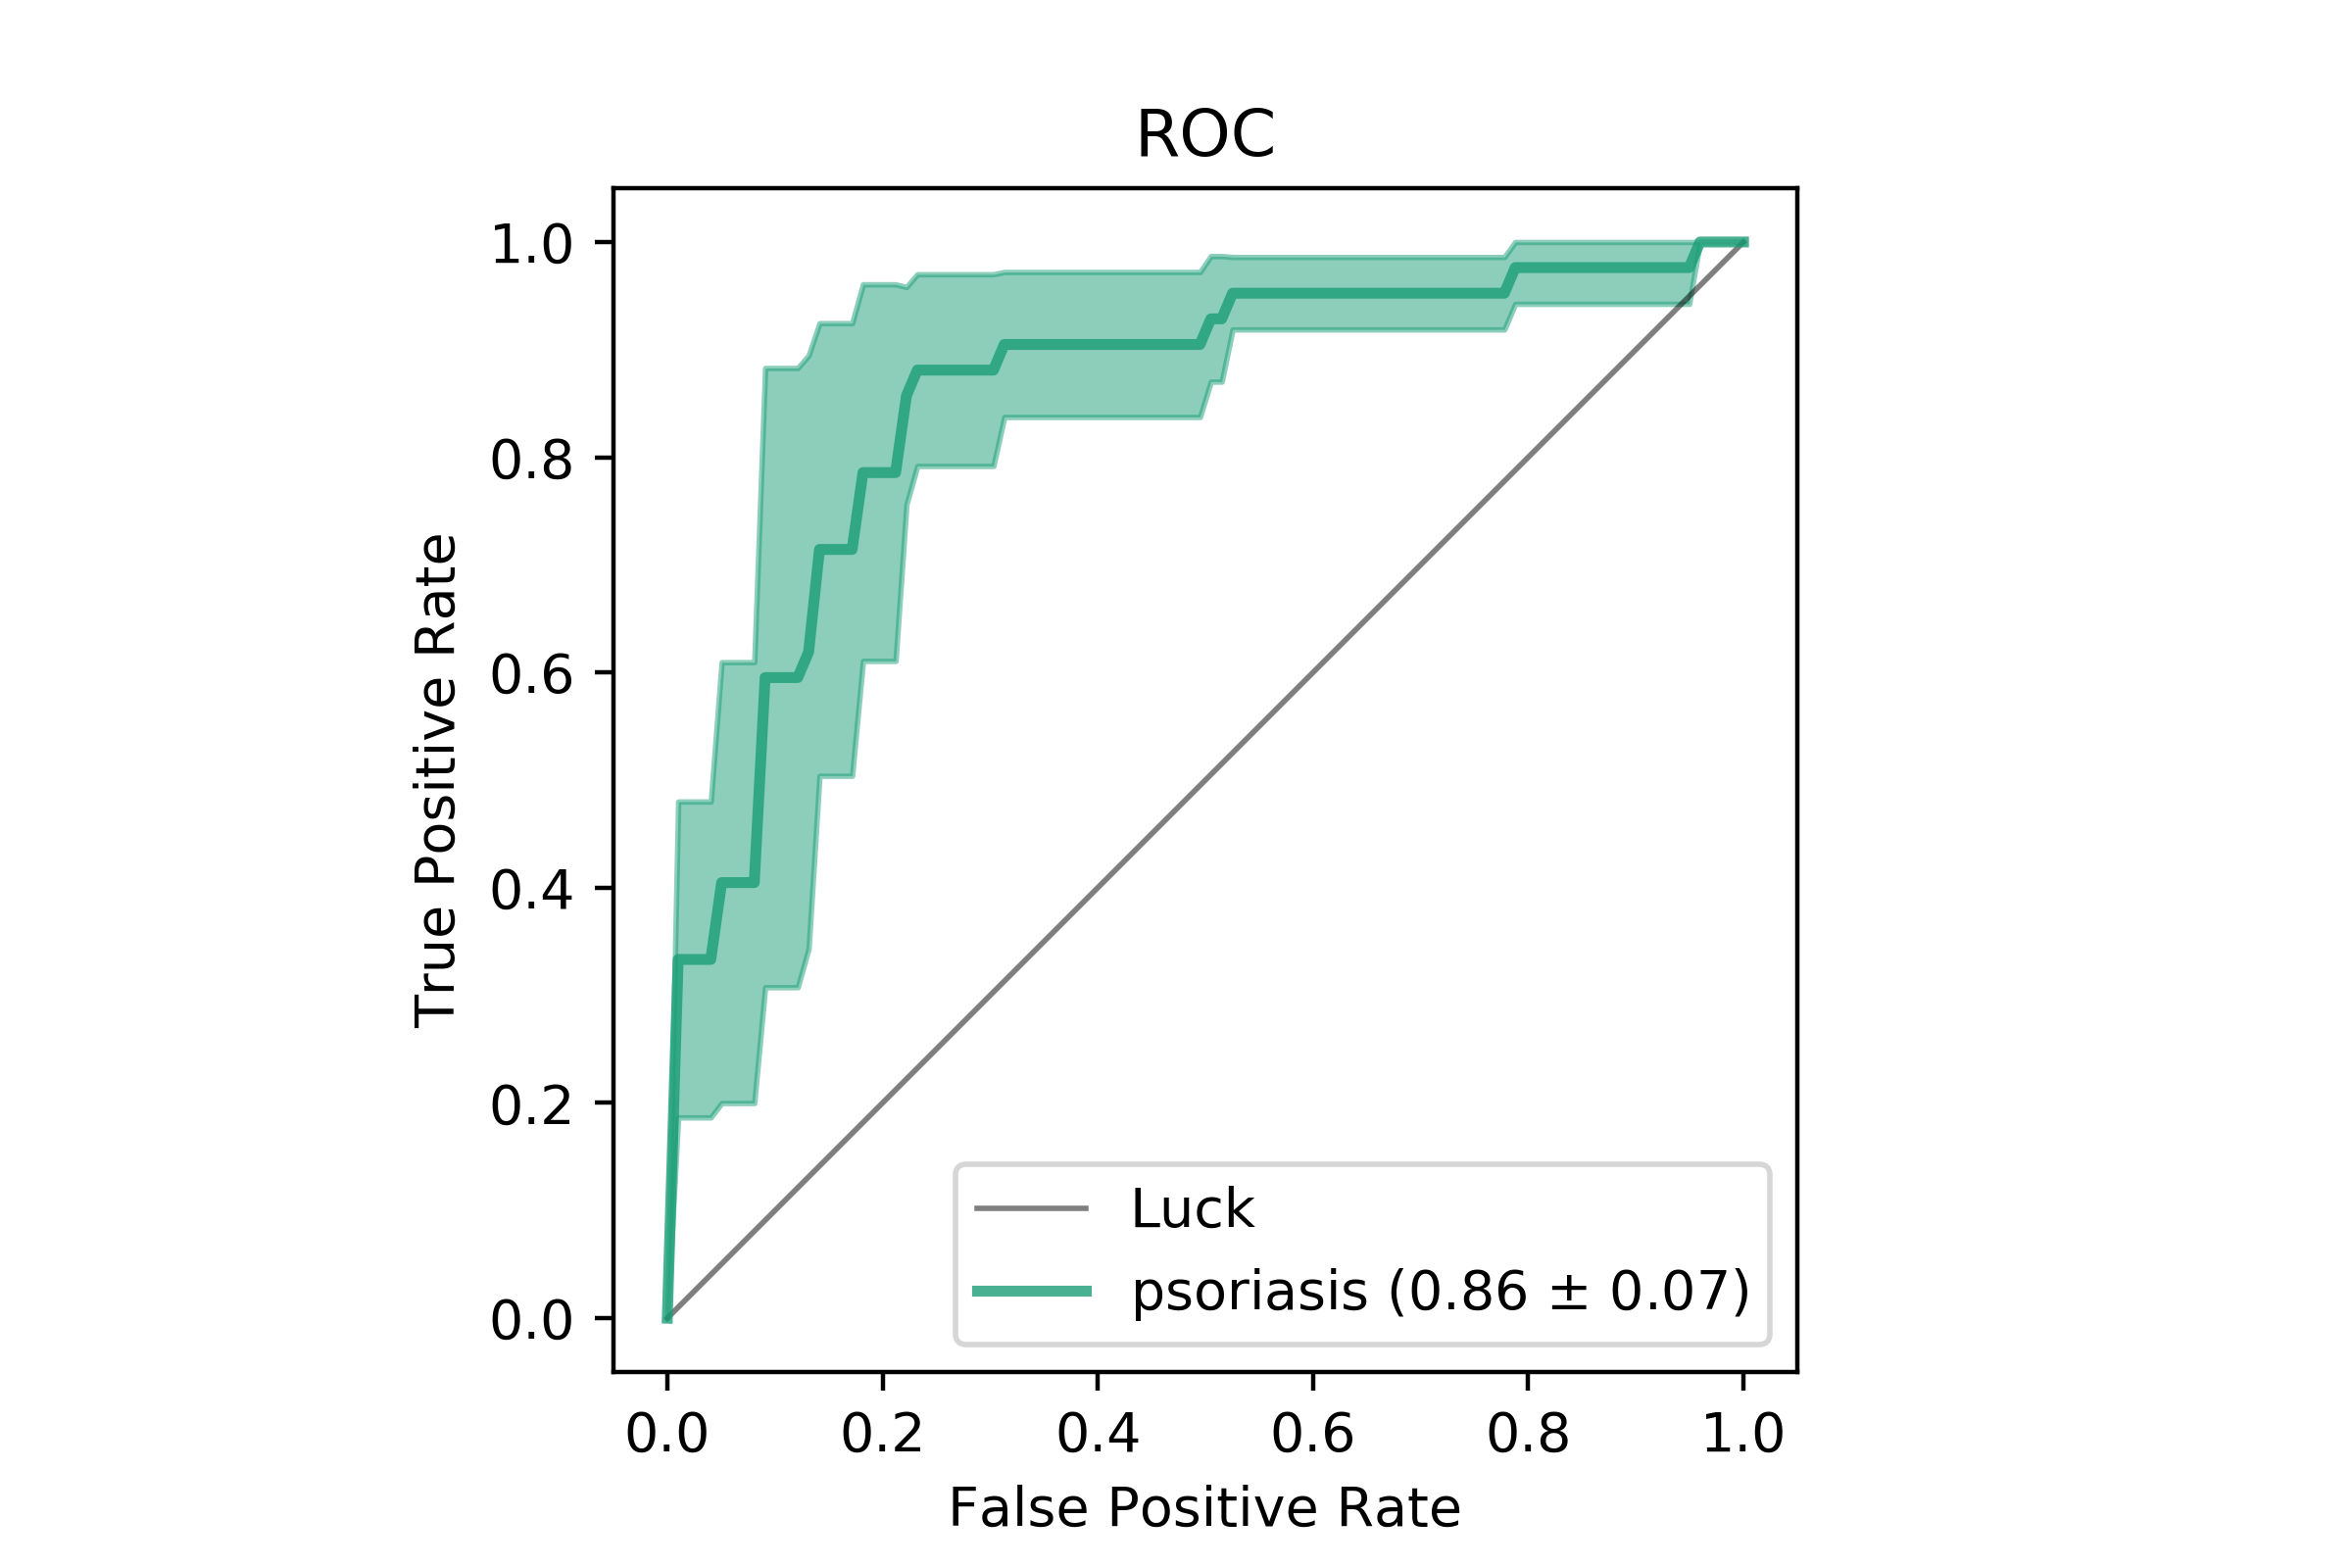 ROC
True Positive Rate
1.0
0.8
0.6
0.4
0.2
0.0
Luck
psoriasis (0.86 ± 0.07)
0.0 0.2 0.4 0.6 0.8 1.0
False Positive Rate